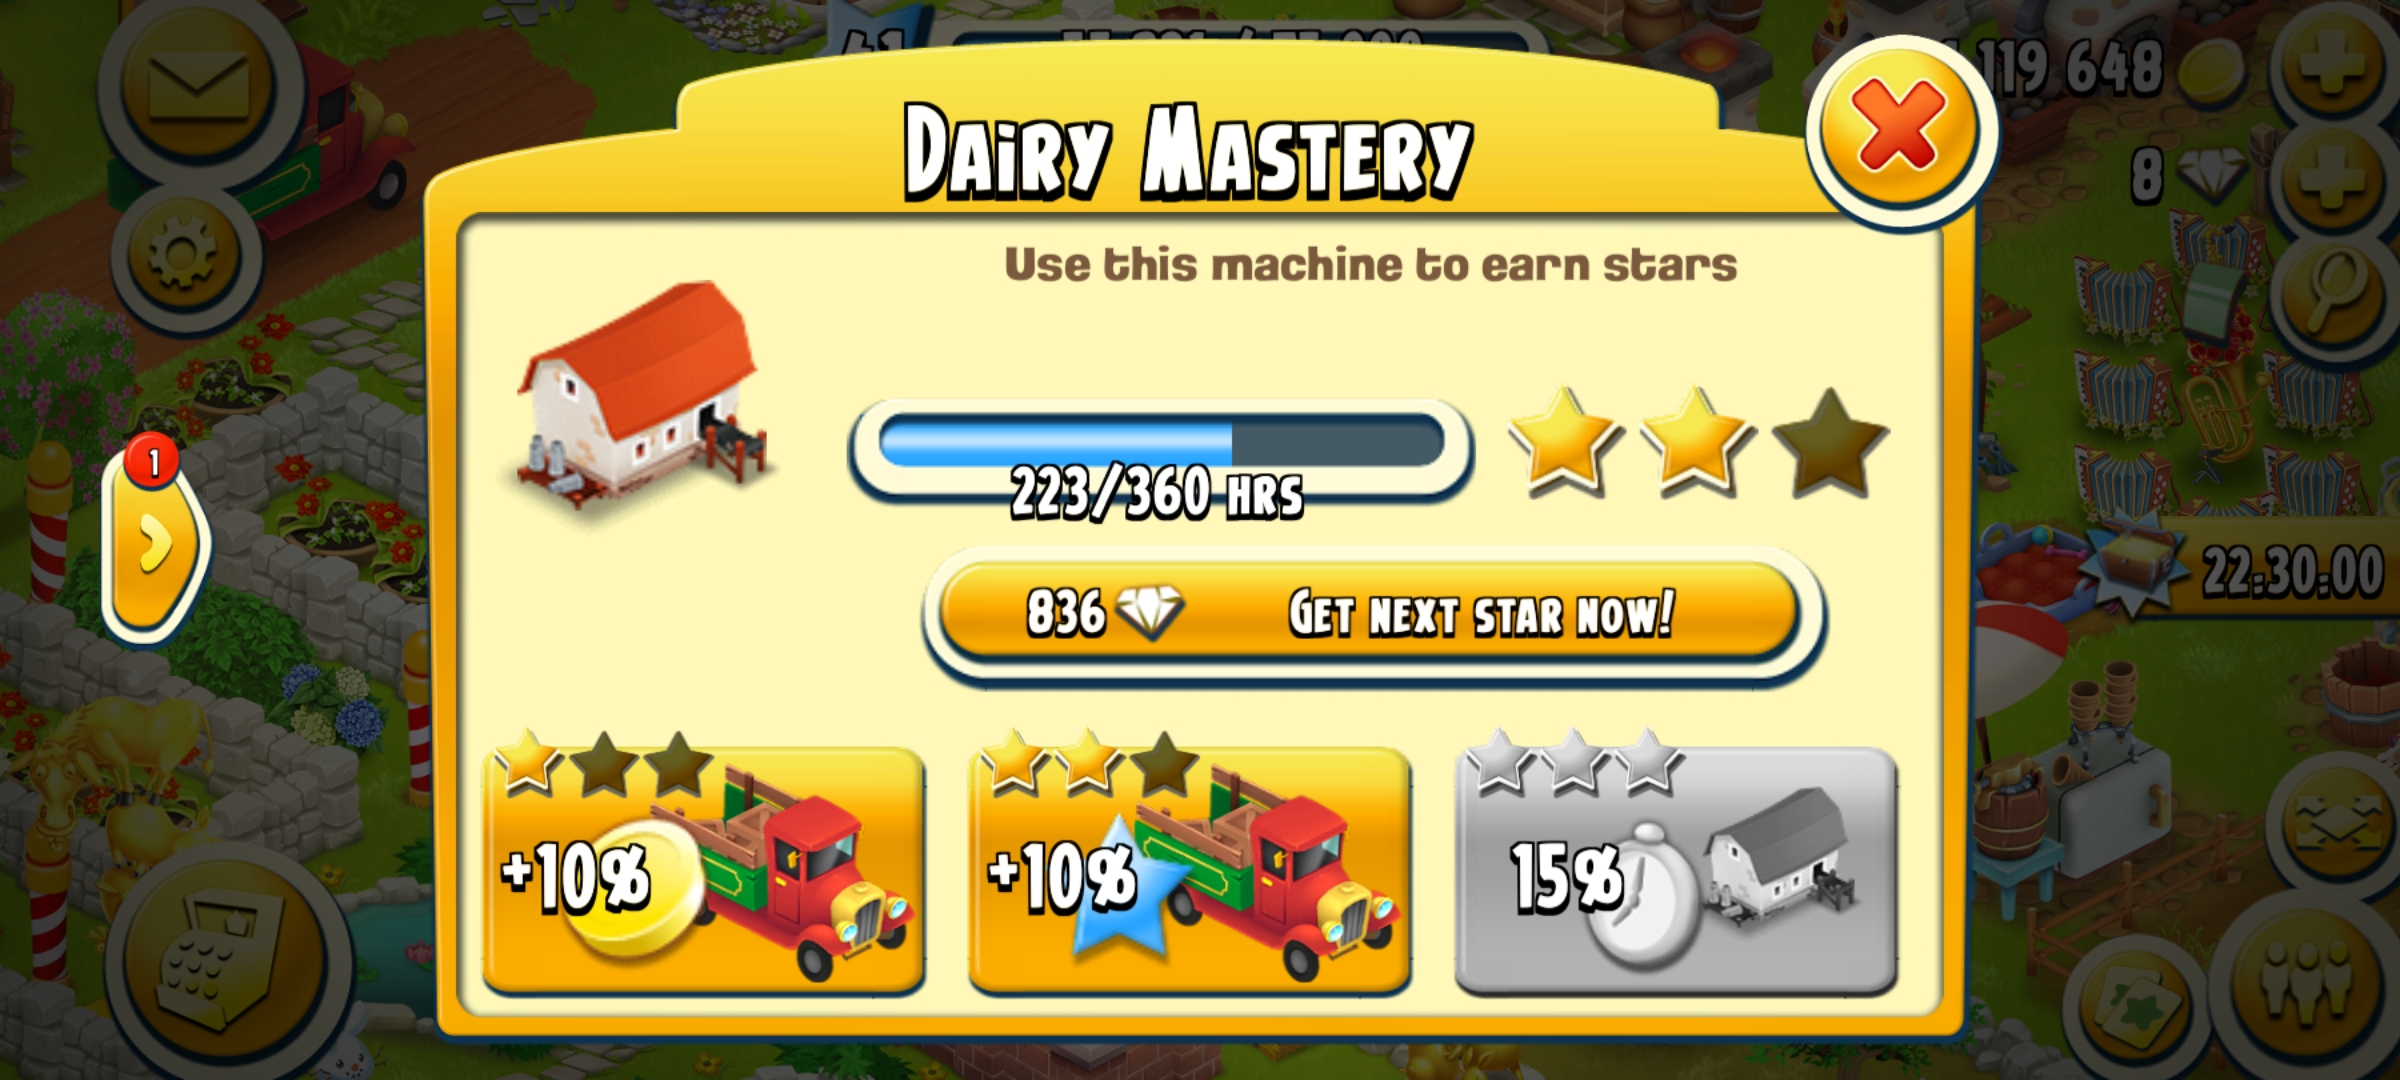 DAiRY MASTERY
119 648
8
Use this machine to earn stars
1
223/360 HRS
22:30:00
836 GET NEXT STAR NOW!
+10%
+10%
15%